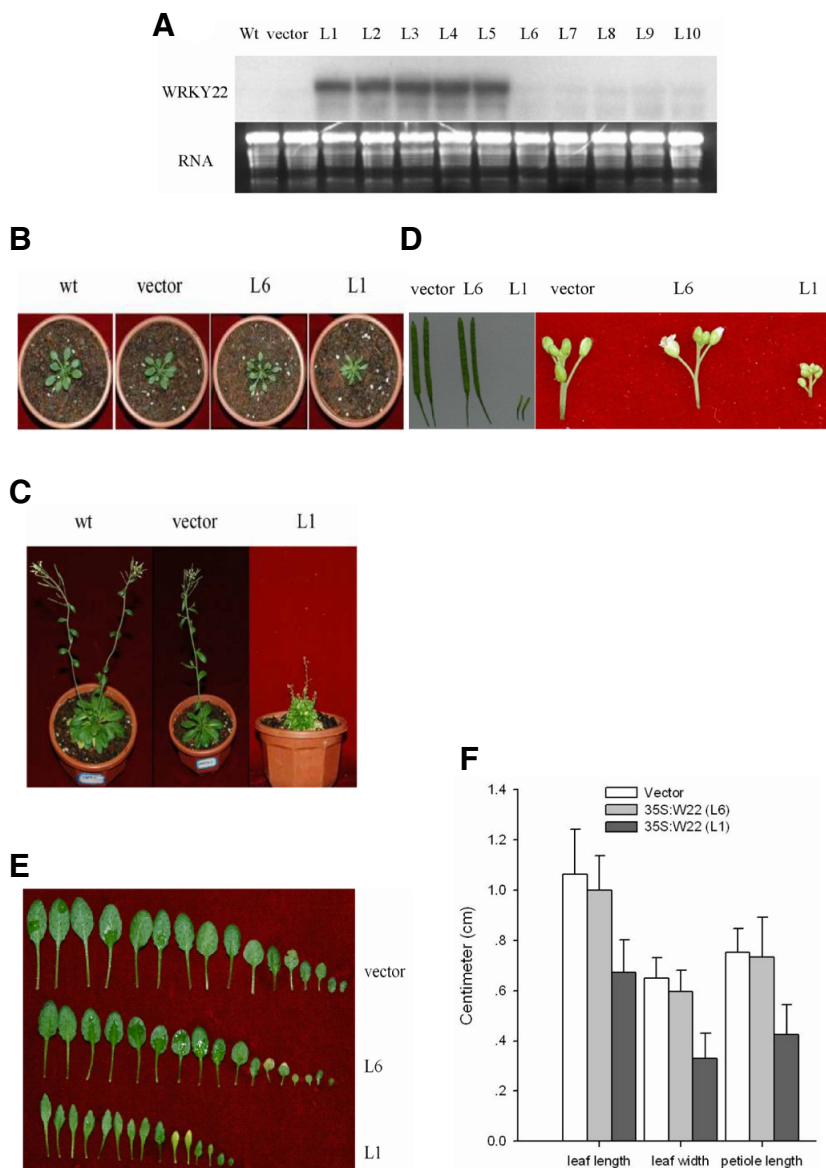 A
Wt vector L1 L2 L3 L4 L5 L6 L7 L8 L9 L10
WRKY22
RNA
B
wt vector L6 L1
D
vector L6 L1 vector L6 L1
C
wt vector L1
E
vector
L6
L1
F
Vector
35S:W22 (L6)
35S:W22 (L1)
Centimeter (cm)
1.4
1.2
1.0
.8
.6
.4
.2
0.0
leaf length leaf width petiole length